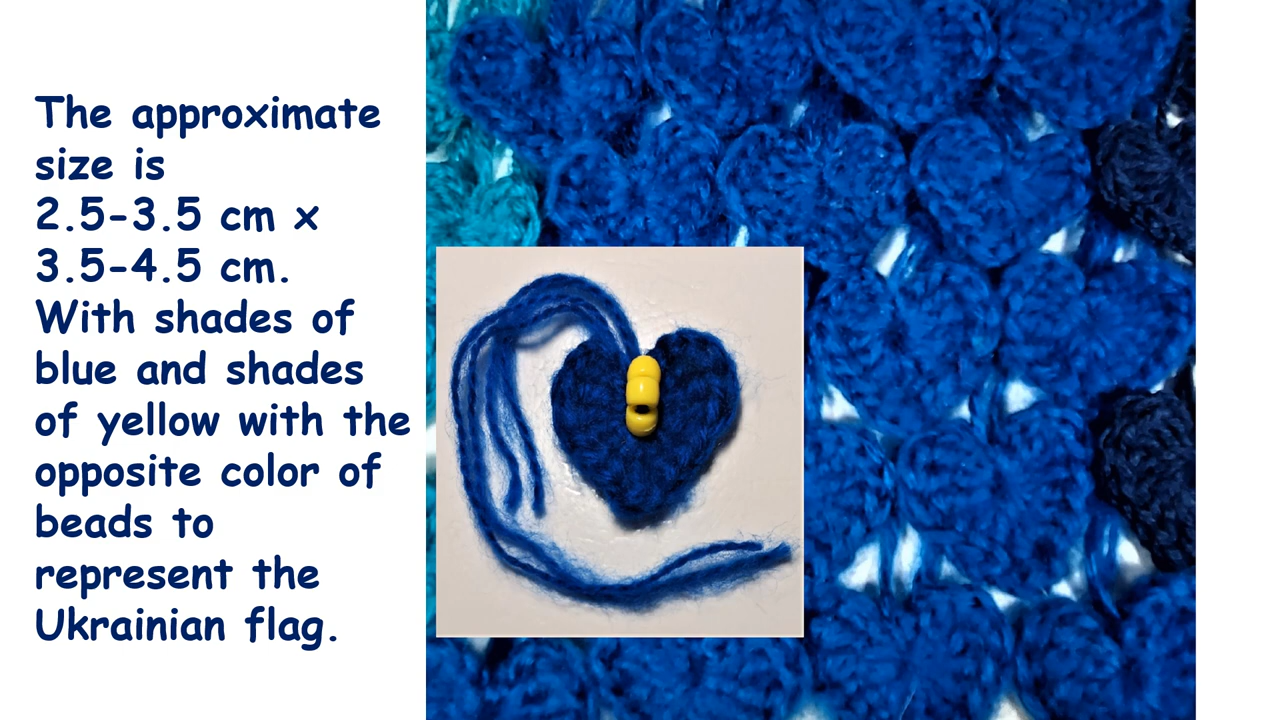 The approximate
size is
2.5-3.5 cm x
3.5-4.5 cm.
With shades of
blue and shades
of yellow with the
opposite color of
beads to
represent the
Ukrainian flag.